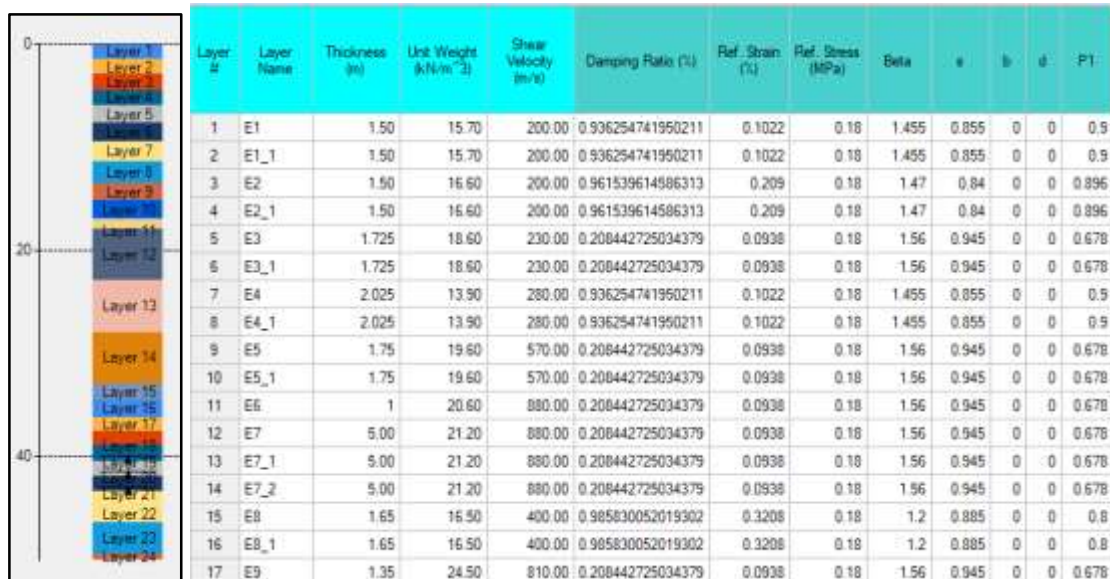 0
Layer 1
Layer 2
Layer 3
Layer 4
Layer 5
Layer 7
Layer 8
Layer 9
Layer 10
Layer 11
20
Layer 12
Layer 13
Layer 14
Layer 15
Layer 16
Layer 17
40
Layer 21
Layer 22
Layer 23
Layer 24
Layer # Layer Name Thickness (m) Unit Weight (kN/m^3) Shear Velocity (m/s) Damping Ratio (%) Ref. Strain (%) Ref. Stress (MPa) Beta s b d P1
1 E1 1.50 15.70 200.00 0.936254741950211 0.1022 0.18 1.455 0.855 0 0 0.9
2 E1_1 1.50 15.70 200.00 0.936254741950211 0.1022 0.18 1.455 0.855 0 0 0.9
3 E2 1.50 16.60 200.00 0.961539614586313 0.209 0.18 1.47 0.84 0 0 0.896
4 E2_1 1.50 16.60 200.00 0.961539614586313 0.209 0.18 1.47 0.84 0 0 0.896
5 E3 1.725 18.60 230.00 0.208442725034379 0.0938 0.18 1.56 0.945 0 0 0.678
6 E3_1 1.725 18.60 230.00 0.208442725034379 0.0938 0.18 1.56 0.945 0 0 0.678
7 E4 2.025 13.90 280.00 0.936254741950211 0.1022 0.18 1.455 0.855 0 0 0.9
8 E4_1 2.025 13.90 280.00 0.936254741950211 0.1022 0.18 1.455 0.855 0 0 0.9
9 E5 1.75 19.60 570.00 0.208442725034379 0.0938 0.18 1.56 0.945 0 0 0.678
10 E5_1 1.75 19.60 570.00 0.208442725034379 0.0938 0.18 1.56 0.945 0 0 0.678
11 E6 1 20.60 880.00 0.208442725034379 0.0938 0.18 1.56 0.945 0 0 0.678
12 E7 5.00 21.20 880.00 0.208442725034379 0.0938 0.18 1.56 0.945 0 0 0.678
13 E7_1 5.00 21.20 880.00 0.208442725034379 0.0938 0.18 1.56 0.945 0 0 0.678
14 E7_2 5.00 21.20 880.00 0.208442725034379 0.0938 0.18 1.56 0.945 0 0 0.678
15 E8 1.65 16.50 400.00 0.985830052019302 0.3208 0.18 1.2 0.885 0 0 0.8
16 E8_1 1.65 16.50 400.00 0.985830052019302 0.3208 0.18 1.2 0.885 0 0 0.8
17 E9 1.35 24.50 810.00 0.208442725034379 0.0938 0.18 1.56 0.945 0 0 0.678